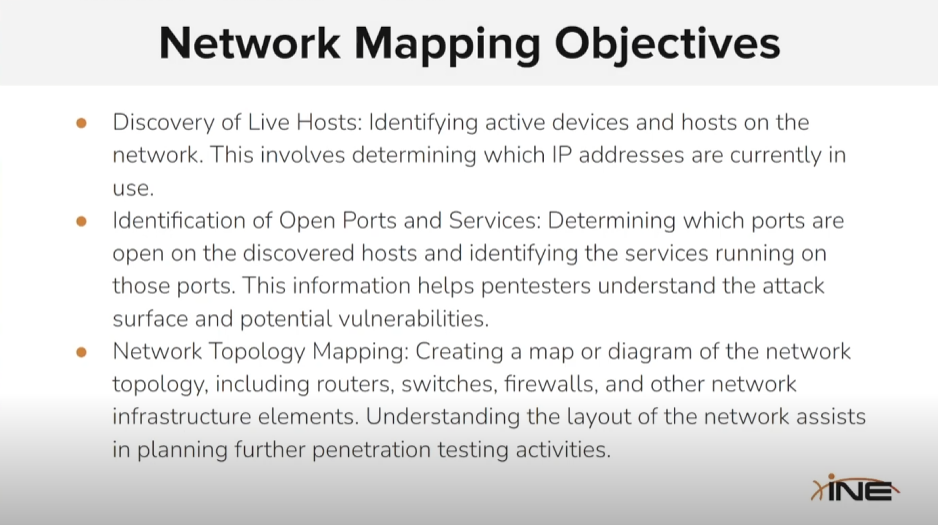 Network Mapping Objectives
● Discovery of Live Hosts: Identifying active devices and hosts on the
network. This involves determining which IP addresses are currently in
use.
● Identification of Open Ports and Services: Determining which ports are
open on the discovered hosts and identifying the services running on
those ports. This information helps pentesters understand the attack
surface and potential vulnerabilities.
● Network Topology Mapping: Creating a map or diagram of the network
topology, including routers, switches, firewalls, and other network
infrastructure elements. Understanding the layout of the network assists
in planning further penetration testing activities.
INE